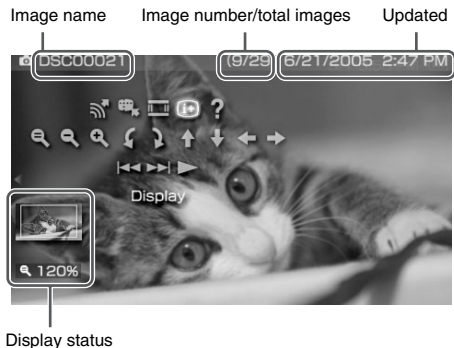 Image name Image number/total images Updated
DSC00021 (9/29 6/21/2005 2:47 PM
?
Display
120%
Display status